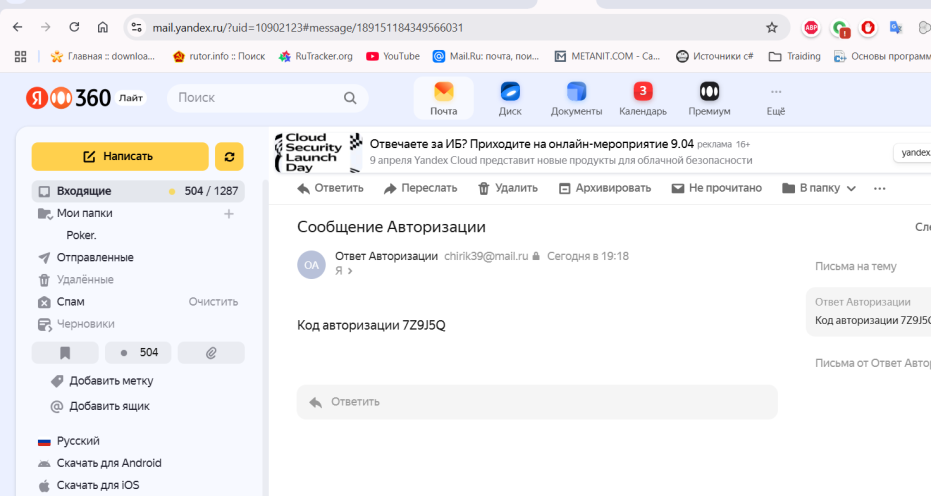 mail.yandex.ru/?uid=10902123#message/189151184349566031
ABP
Главная :: downloa... rutor.info :: Поиск RuTracker.org YouTube Mail.Ru: почта, пои... METANIT.COM - Са... Источники c# Traiding Основы программ
Я 360 Лайт Поиск
Почта Диск Документы 3 Календарь Премиум Ещё
Написать
Cloud Security Launch Day
Отвечаете за ИБ? Приходите на онлайн-мероприятие 9.04 реклама 16+
9 апреля Yandex Cloud представит новые продукты для облачной безопасности
yandex
Входящие 504 / 1287
Мои папки
Poker.
Отправленные
Удалённые
Спам Очистить
Черновики
504
Добавить метку
Добавить ящик
Русский
Скачать для Android
Скачать для iOS
Ответить Переслать Удалить Архивировать Не прочитано В папку
Сообщение Авторизации
ОА
Ответ Авторизации chirik39@mail.ru Сегодня в 19:18
Я
Код авторизации 7Z9J5Q
Ответить
Письма на тему
Ответ Авторизации
Код авторизации 7Z9J5
Письма от Ответ Автор